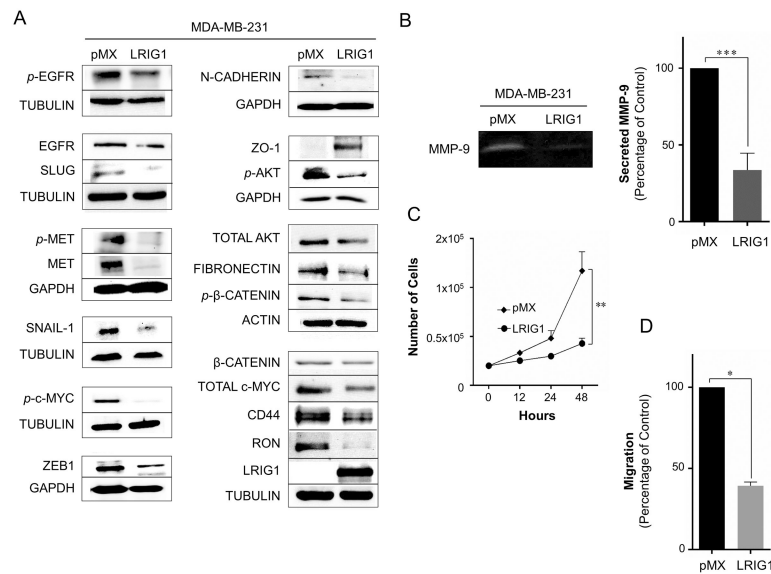 A
MDA-MB-231
pMX LRIG1
p-EGFR
TUBULIN
EGFR
SLUG
TUBULIN
p-MET
MET
GAPDH
SNAIL-1
TUBULIN
p-c-MYC
TUBULIN
ZEB1
GAPDH
pMX LRIG1
N-CADHERIN
GAPDH
ZO-1
p-AKT
GAPDH
TOTAL AKT
FIBRONECTIN
p-β-CATENIN
ACTIN
β-CATENIN
TOTAL c-MYC
CD44
RON
LRIG1
TUBULIN
B
MDA-MB-231
pMX LRIG1
MMP-9
Secreted MMP-9
(Percentage of Control)
100
50
0
***
pMX LRIG1
C
Number of Cells
2x10⁵
1x10⁵
0.5x10⁵
0
pMX
LRIG1
**
0 12 24 48
Hours
D
Migration
(Percentage of Control)
100
50
0
*
pMX LRIG1